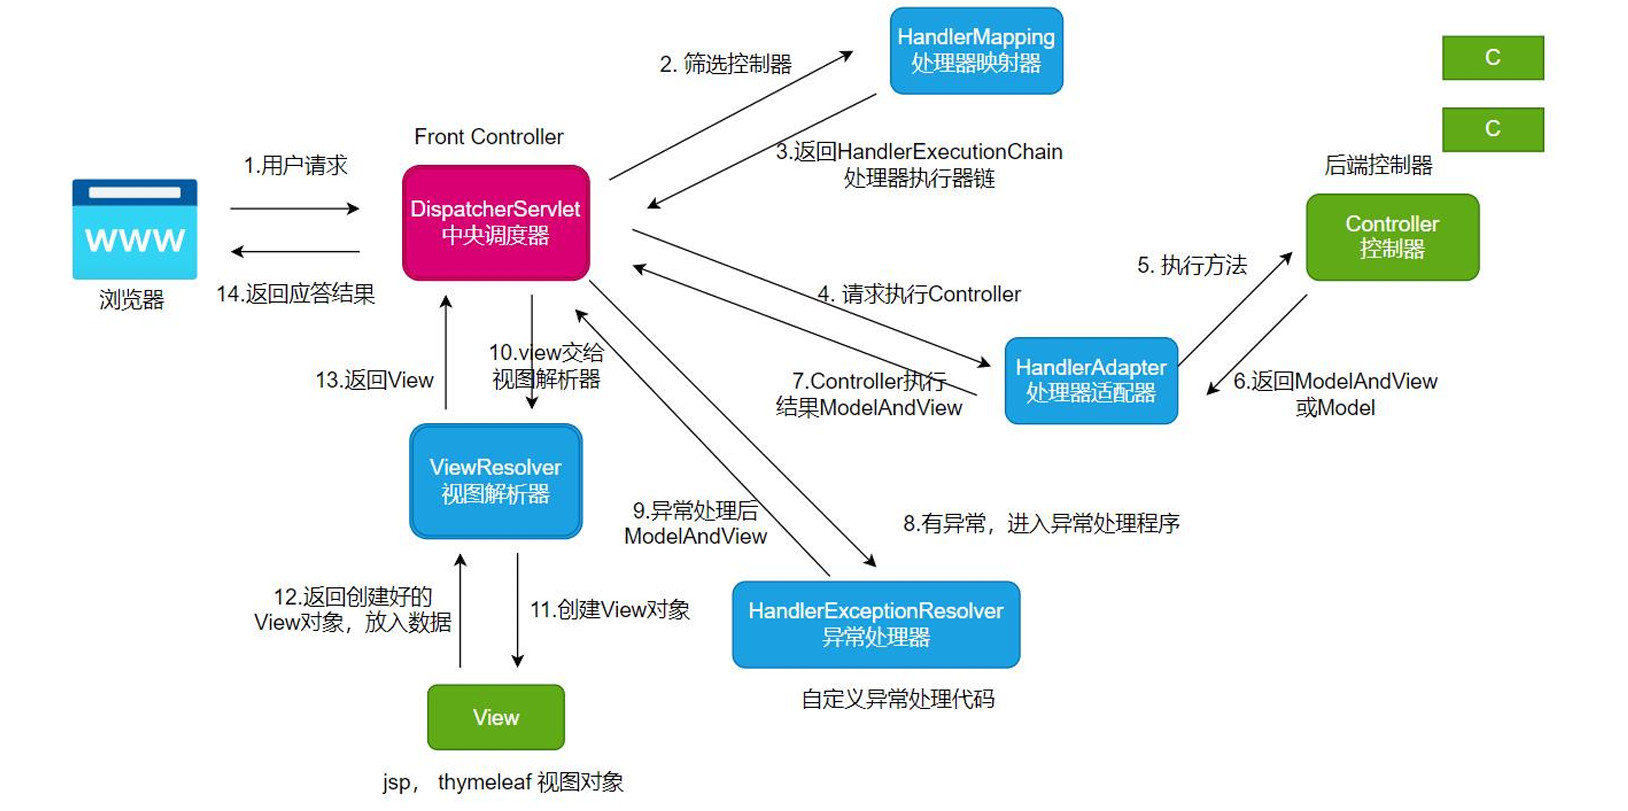 HandlerMapping
处理器映射器
C
2. 筛选控制器
C
Front Controller
3.返回HandlerExecutionChain
处理器执行器链
后端控制器
1.用户请求
DispatcherServlet
中央调度器
Controller
控制器
WWW
浏览器
14.返回应答结果
4. 请求执行Controller
5. 执行方法
10.view交给
视图解析器
13.返回View
7.Controller执行
结果ModelAndView
HandlerAdapter
处理器适配器
6.返回ModelAndView
或Model
ViewResolver
视图解析器
9.异常处理后
ModelAndView
8.有异常，进入异常处理程序
12.返回创建好的
View对象，放入数据
11.创建View对象
HandlerExceptionResolver
异常处理器
自定义异常处理代码
View
jsp， thymeleaf 视图对象